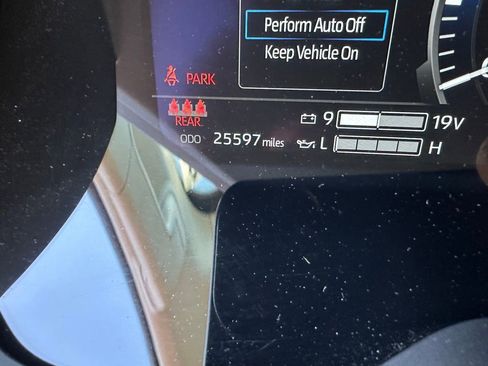 Perform Auto Off
Keep Vehicle On
PARK
REAR
9 19V
ODO 25597 miles
L H